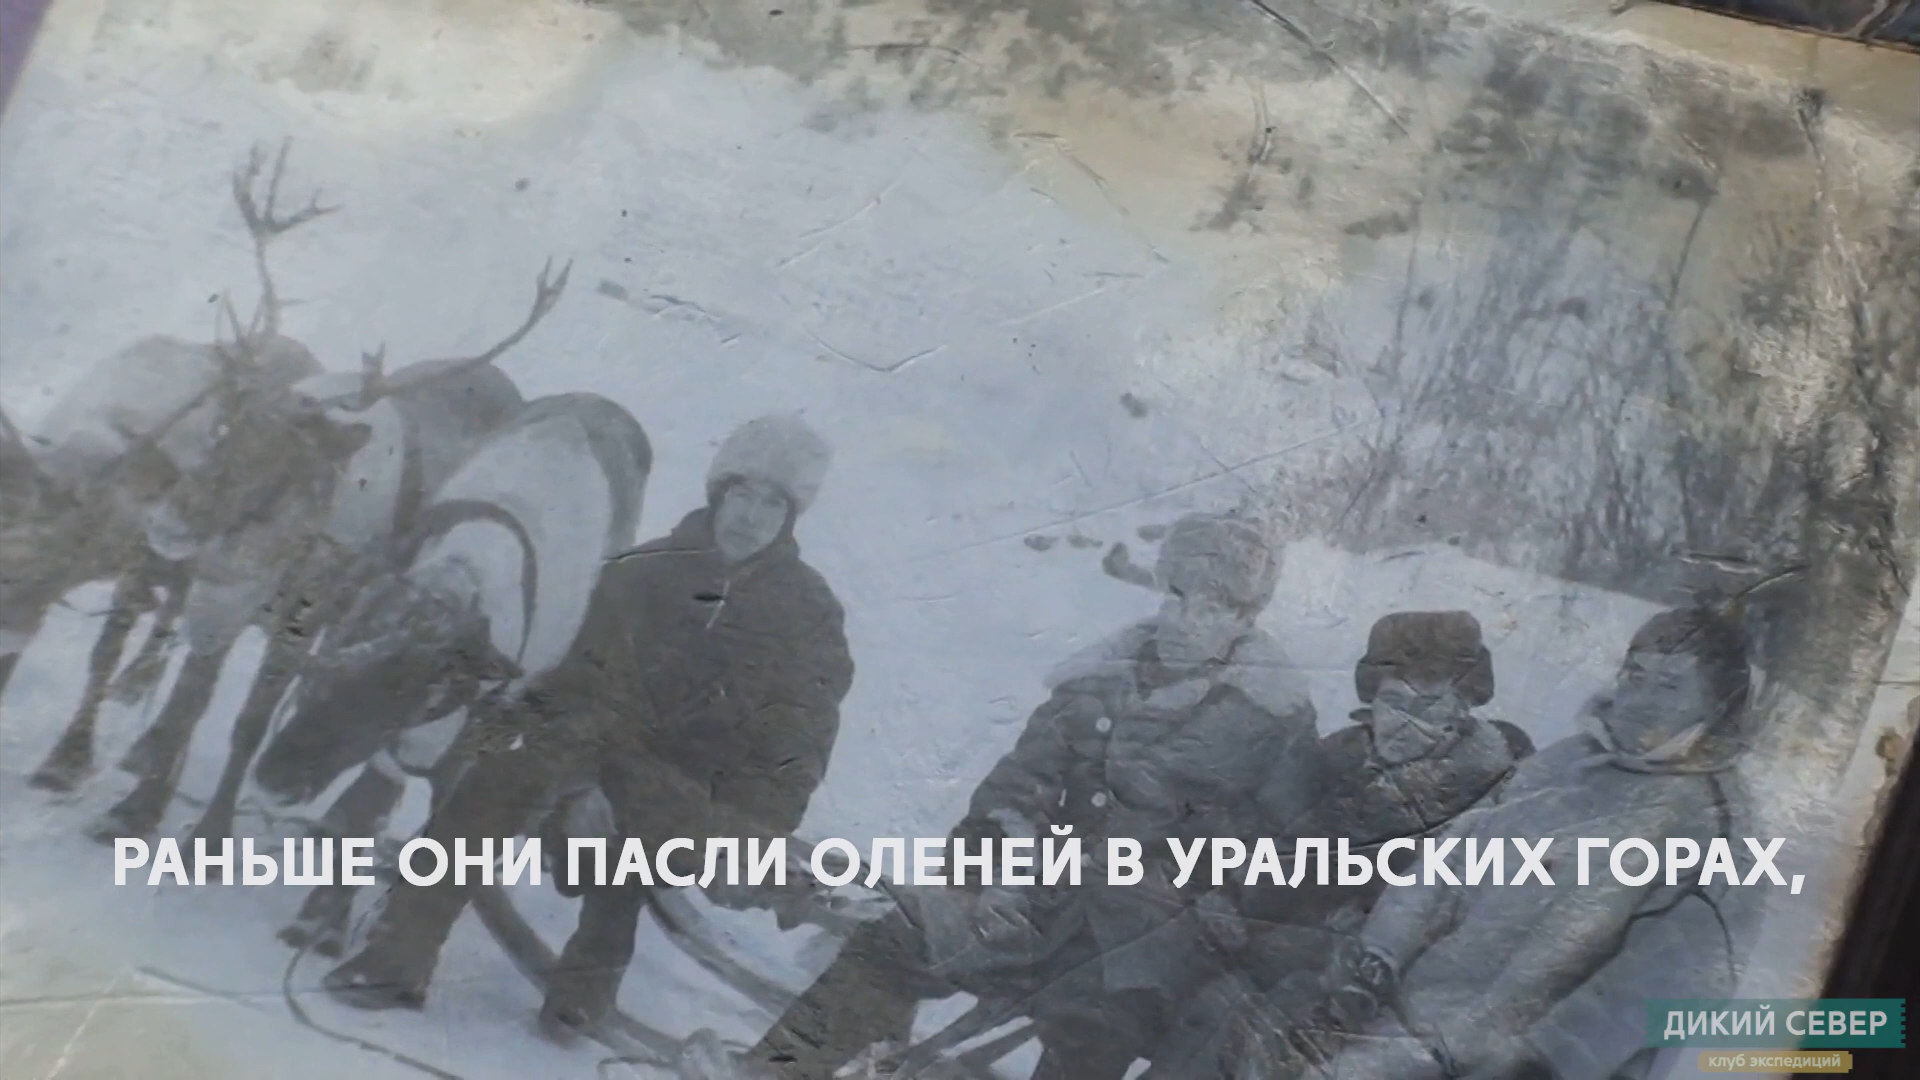 РАНЬШЕ ОНИ ПАСЛИ ОЛЕНЕЙ В УРАЛЬСКИХ ГОРАХ,
ДИКИЙ СЕВЕР
клуб экспедиций